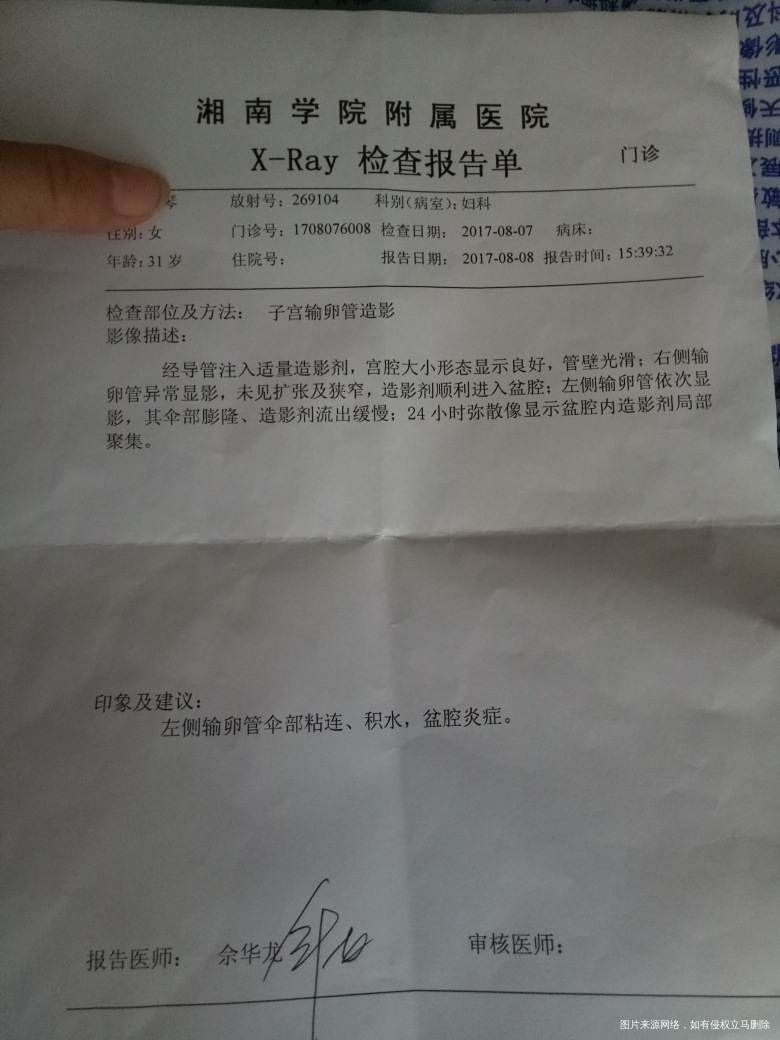 湘南学院附属医院
X-Ray 检查报告单 门诊
琴 放射号：269104 科别(病室)：妇科
性别：女 门诊号：1708076008 检查日期： 2017-08-07 病床：
年龄：31 岁 住院号： 报告日期： 2017-08-08 报告时间：15:39:32
检查部位及方法： 子宫输卵管造影
影像描述：
经导管注入适量造影剂，宫腔大小形态显示良好，管壁光滑；右侧输
卵管异常显影，未见扩张及狭窄，造影剂顺利进入盆腔；左侧输卵管依次显
影，其伞部膨隆、造影剂流出缓慢；24 小时弥散像显示盆腔内造影剂局部
聚集。
印象及建议：
左侧输卵管伞部粘连、积水，盆腔炎症。
报告医师： 佘华龙 审核医师：
图片来源网络，如有侵权立马删除